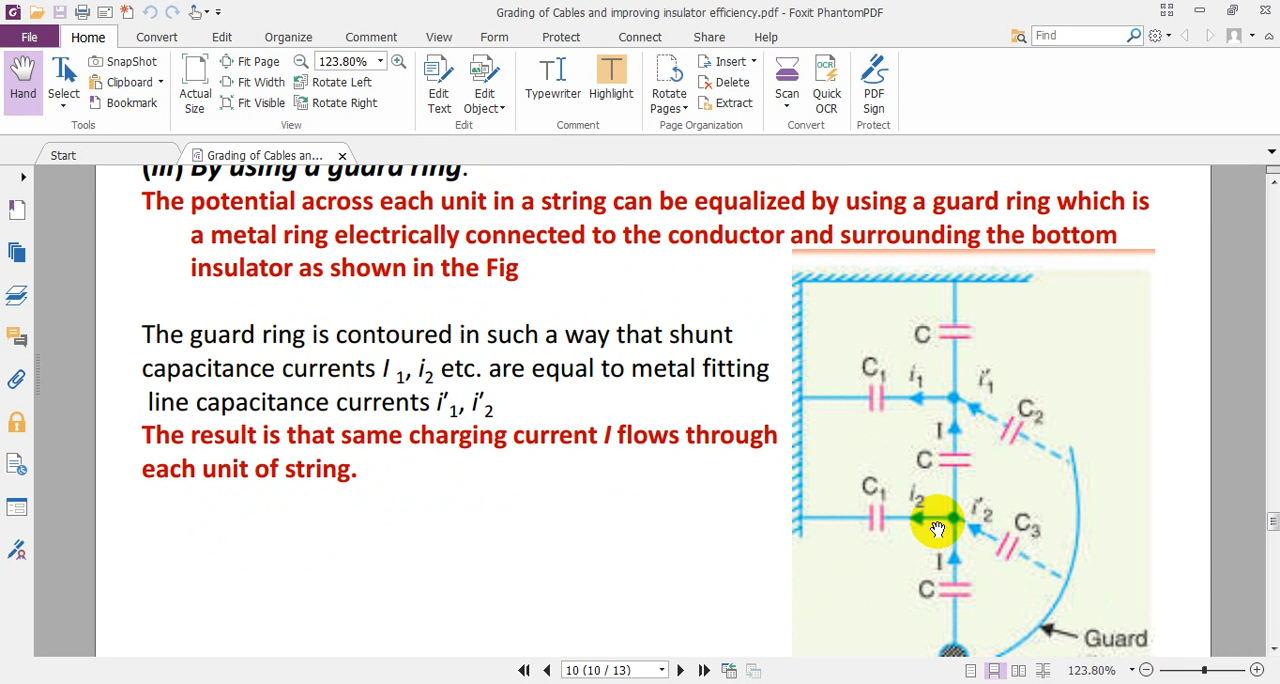 Grading of Cables and improving insulator efficiency.pdf - Foxit PhantomPDF
File Home Convert Edit Organize Comment View Form Protect Connect Share Help Find
Hand Select SnapShot Clipboard Bookmark
Actual Size Fit Page Fit Width Fit Visible 123.80% Rotate Left Rotate Right
Edit Text Edit Object Typewriter Highlight
Rotate Pages Insert Delete Extract
Scan Quick OCR PDF Sign
Tools View Edit Comment Page Organization Convert Protect
Start Grading of Cables an...
(iii) By using a guard ring.
The potential across each unit in a string can be equalized by using a guard ring which is
a metal ring electrically connected to the conductor and surrounding the bottom
insulator as shown in the Fig
The guard ring is contoured in such a way that shunt
capacitance currents I 1, i2 etc. are equal to metal fitting
line capacitance currents i′1, i′2
The result is that same charging current I flows through
each unit of string.
C
C1 i1 i′1
C2
I
C
C1 i2 i′2
C3
I
C
Guard
10 (10 / 13) 123.80%